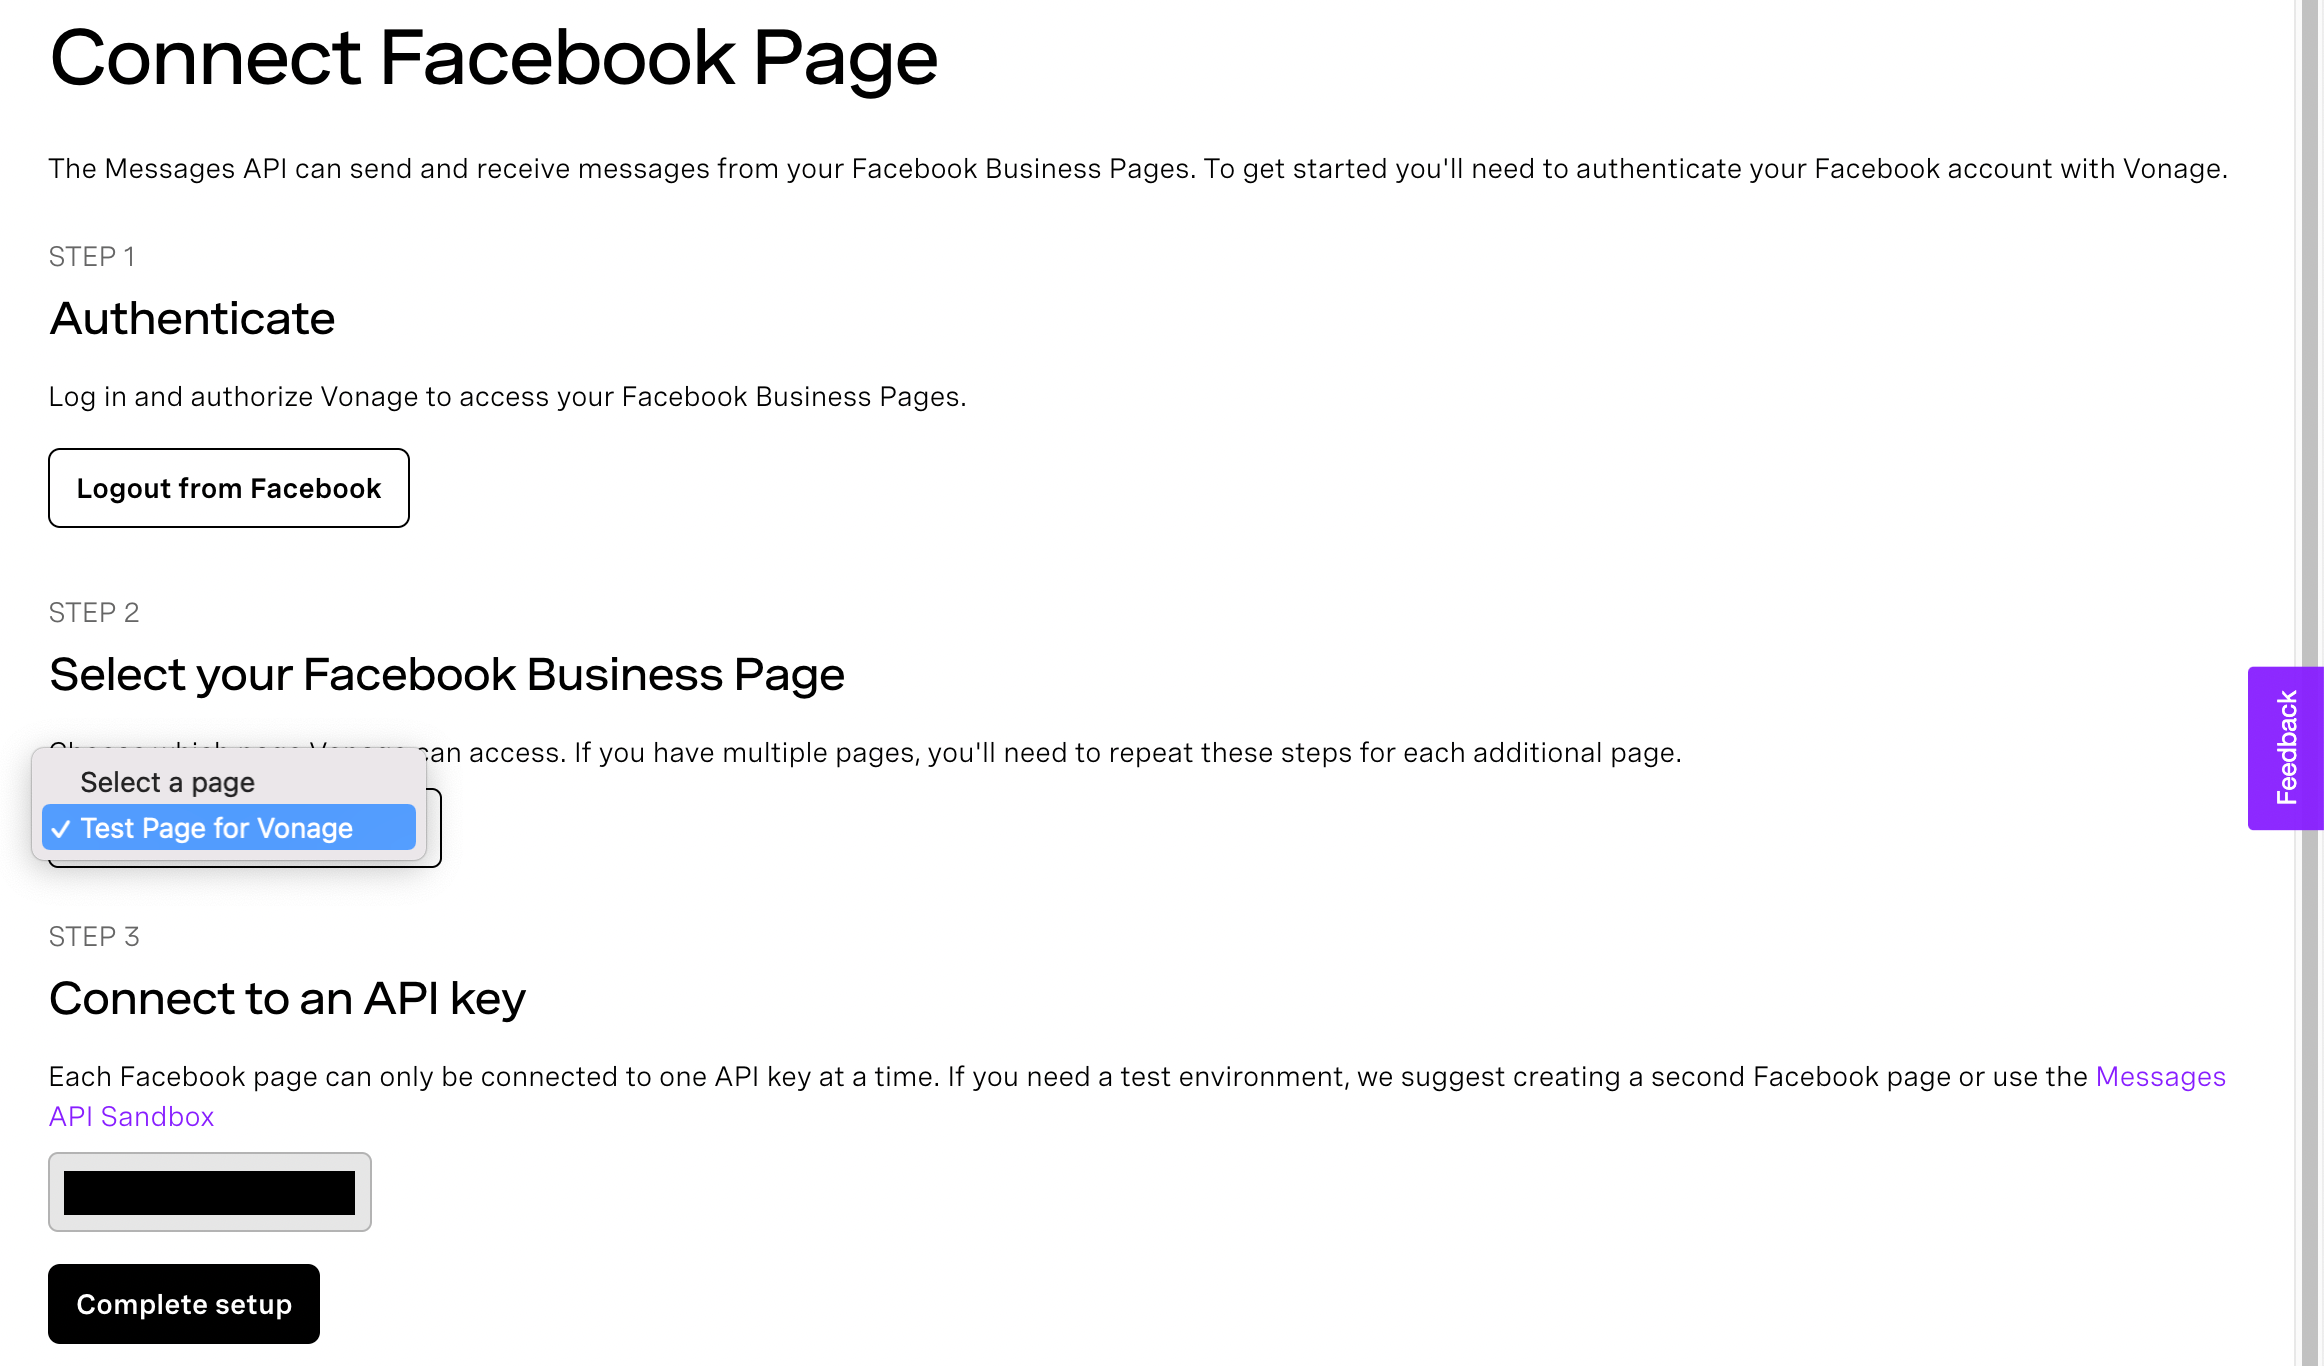 Connect Facebook Page
The Messages API can send and receive messages from your Facebook Business Pages. To get started you'll need to authenticate your Facebook account with Vonage.
STEP 1
Authenticate
Log in and authorize Vonage to access your Facebook Business Pages.
Logout from Facebook
STEP 2
Select your Facebook Business Page
can access. If you have multiple pages, you'll need to repeat these steps for each additional page.
Select a page
✓ Test Page for Vonage
STEP 3
Connect to an API key
Each Facebook page can only be connected to one API key at a time. If you need a test environment, we suggest creating a second Facebook page or use the Messages
API Sandbox
Complete setup
Feedback